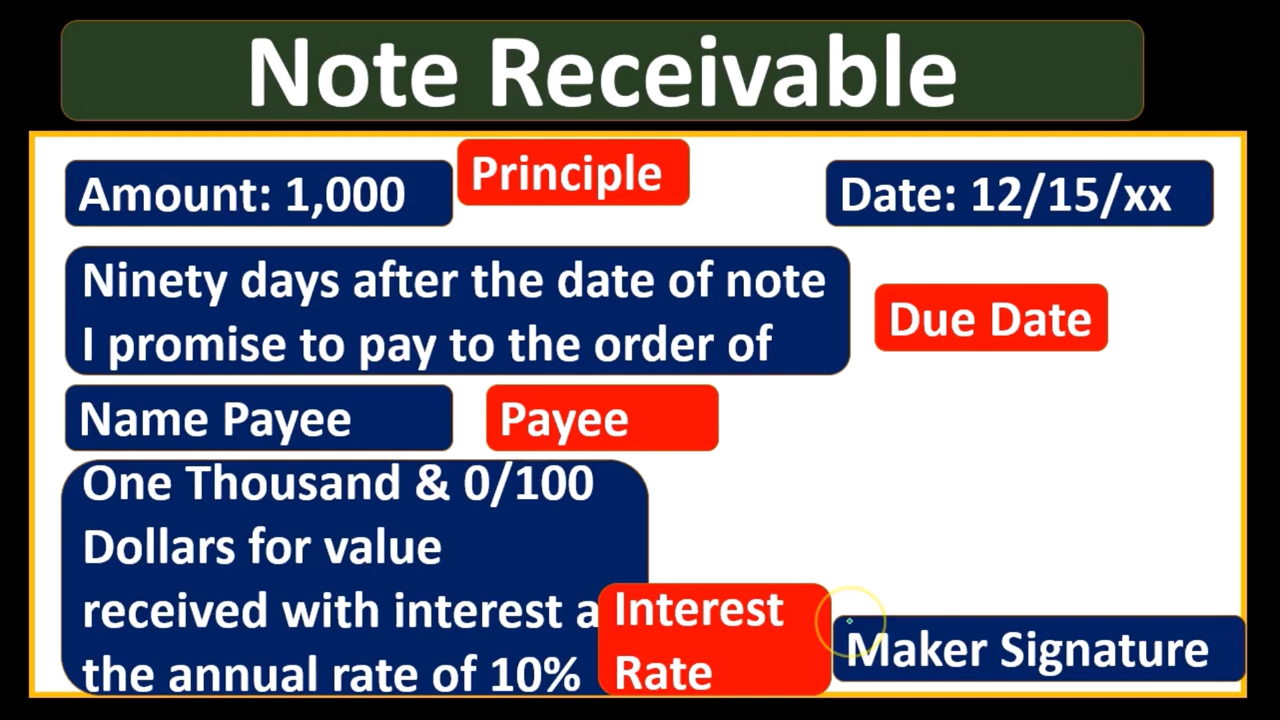 Note Receivable
Amount: 1,000
Principle
Date: 12/15/xx
Ninety days after the date of note
I promise to pay to the order of
Due Date
Name Payee
Payee
One Thousand & 0/100
Dollars for value
received with interest a
the annual rate of 10%
Interest
Rate
Maker Signature